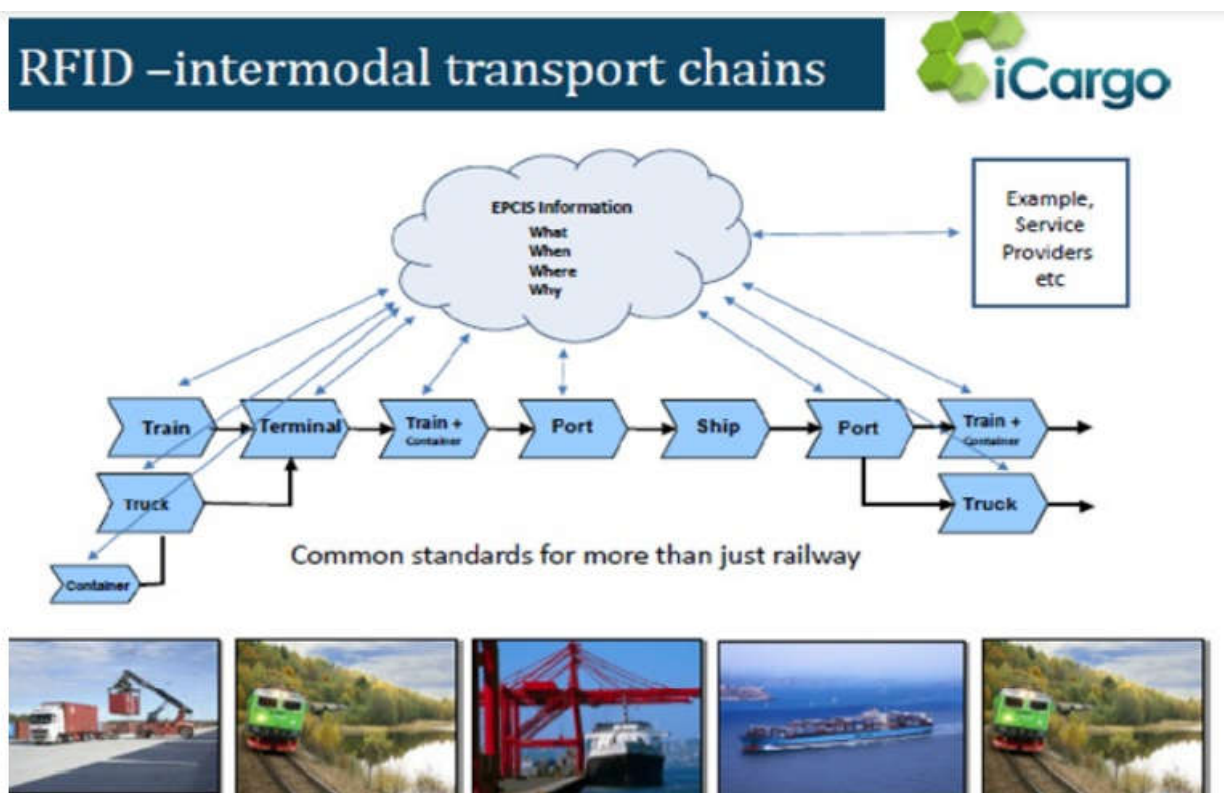 RFID –intermodal transport chains
iCargo
EPCIS Information
What
When
Where
Why
Example,
Service
Providers
etc
Train
Terminal
Train +
Container
Port
Ship
Port
Train +
Container
Truck
Truck
Container
Common standards for more than just railway